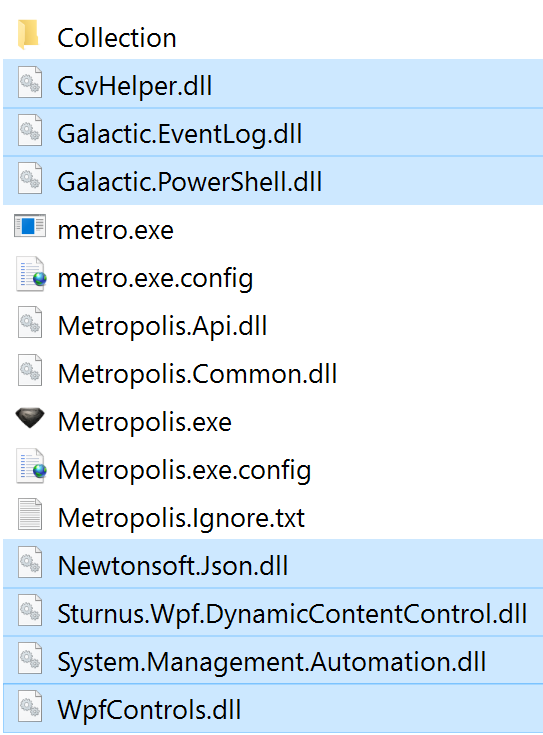 Collection
CsvHelper.dll
Galactic.EventLog.dll
Galactic.PowerShell.dll
metro.exe
metro.exe.config
Metropolis.Api.dll
Metropolis.Common.dll
Metropolis.exe
Metropolis.exe.config
Metropolis.Ignore.txt
Newtonsoft.Json.dll
Sturnus.Wpf.DynamicContentControl.dll
System.Management.Automation.dll
WpfControls.dll